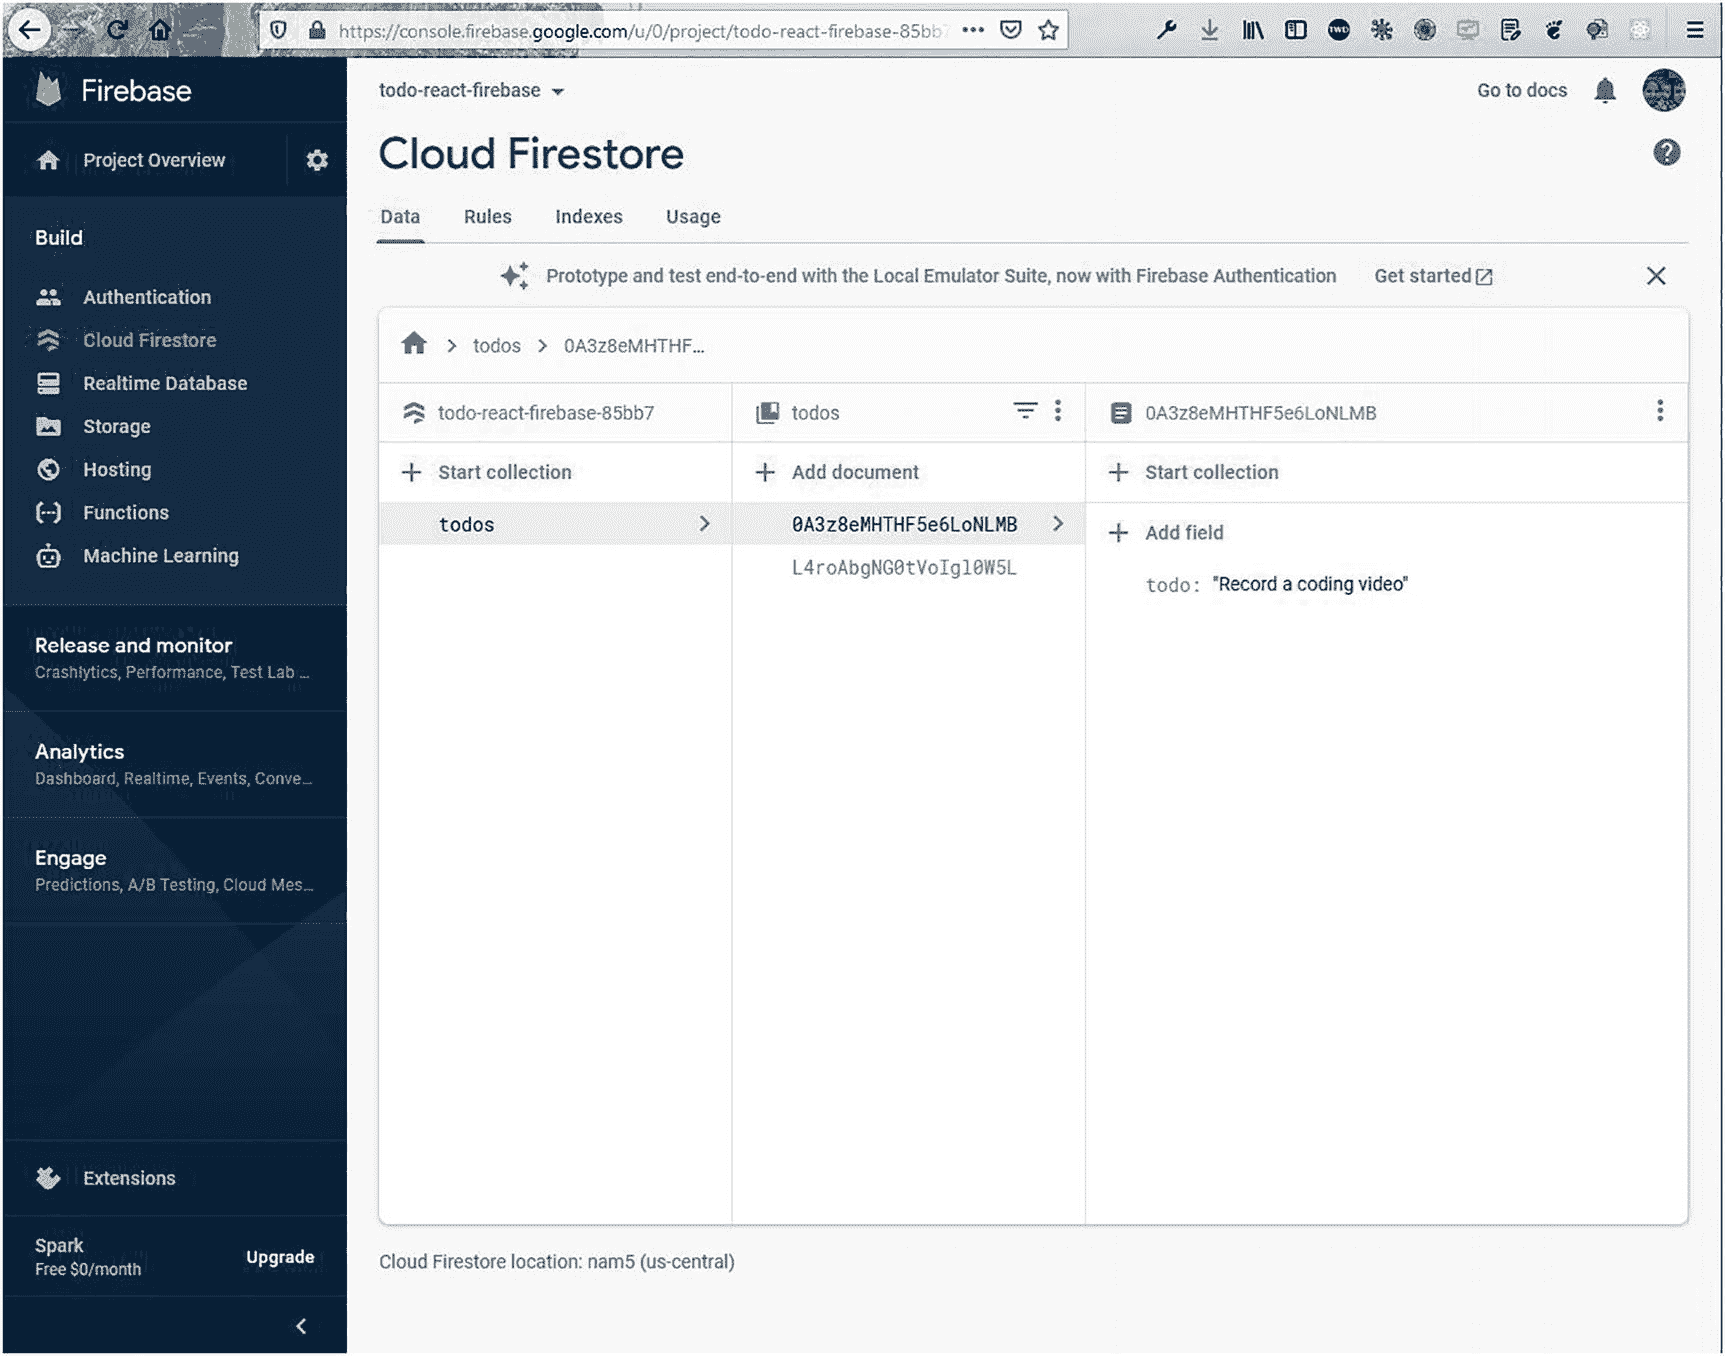 https://console.firebase.google.com/u/0/project/todo-react-firebase-85bb7
Firebase
Project Overview
Build
Authentication
Cloud Firestore
Realtime Database
Storage
Hosting
Functions
Machine Learning
Release and monitor
Crashlytics, Performance, Test Lab ...
Analytics
Dashboard, Realtime, Events, Conve...
Engage
Predictions, A/B Testing, Cloud Mes...
Extensions
Spark
Free $0/month
Upgrade
todo-react-firebase
Go to docs
Cloud Firestore
Data Rules Indexes Usage
Prototype and test end-to-end with the Local Emulator Suite, now with Firebase Authentication Get started
todos > 0A3z8eMHTHF...
todo-react-firebase-85bb7
Start collection
todos
todos
Add document
0A3z8eMHTHF5e6LoNLMB
L4roAbgNG0tVoIgl0W5L
0A3z8eMHTHF5e6LoNLMB
Start collection
Add field
todo: "Record a coding video"
Cloud Firestore location: nam5 (us-central)